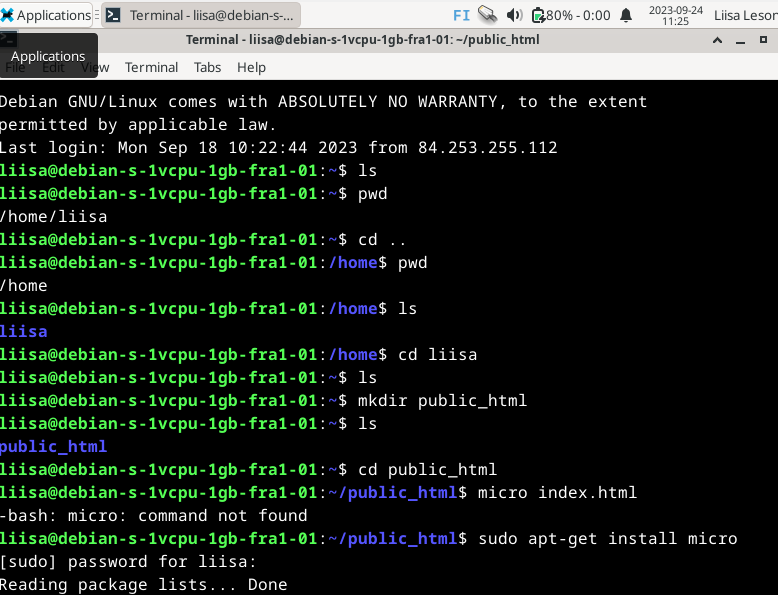 Applications
Terminal - liisa@debian-s-...
FI
80% - 0:00
2023-09-24
11:25
Liisa Leson
Terminal - liisa@debian-s-1vcpu-1gb-fra1-01: ~/public_html
Applications
File Edit View Terminal Tabs Help
Debian GNU/Linux comes with ABSOLUTELY NO WARRANTY, to the extent
permitted by applicable law.
Last login: Mon Sep 18 10:22:44 2023 from 84.253.255.112
liisa@debian-s-1vcpu-1gb-fra1-01:~$ ls
liisa@debian-s-1vcpu-1gb-fra1-01:~$ pwd
/home/liisa
liisa@debian-s-1vcpu-1gb-fra1-01:~$ cd ..
liisa@debian-s-1vcpu-1gb-fra1-01:/home$ pwd
/home
liisa@debian-s-1vcpu-1gb-fra1-01:/home$ ls
liisa
liisa@debian-s-1vcpu-1gb-fra1-01:/home$ cd liisa
liisa@debian-s-1vcpu-1gb-fra1-01:~$ ls
liisa@debian-s-1vcpu-1gb-fra1-01:~$ mkdir public_html
liisa@debian-s-1vcpu-1gb-fra1-01:~$ ls
public_html
liisa@debian-s-1vcpu-1gb-fra1-01:~$ cd public_html
liisa@debian-s-1vcpu-1gb-fra1-01:~/public_html$ micro index.html
-bash: micro: command not found
liisa@debian-s-1vcpu-1gb-fra1-01:~/public_html$ sudo apt-get install micro
[sudo] password for liisa:
Reading package lists... Done